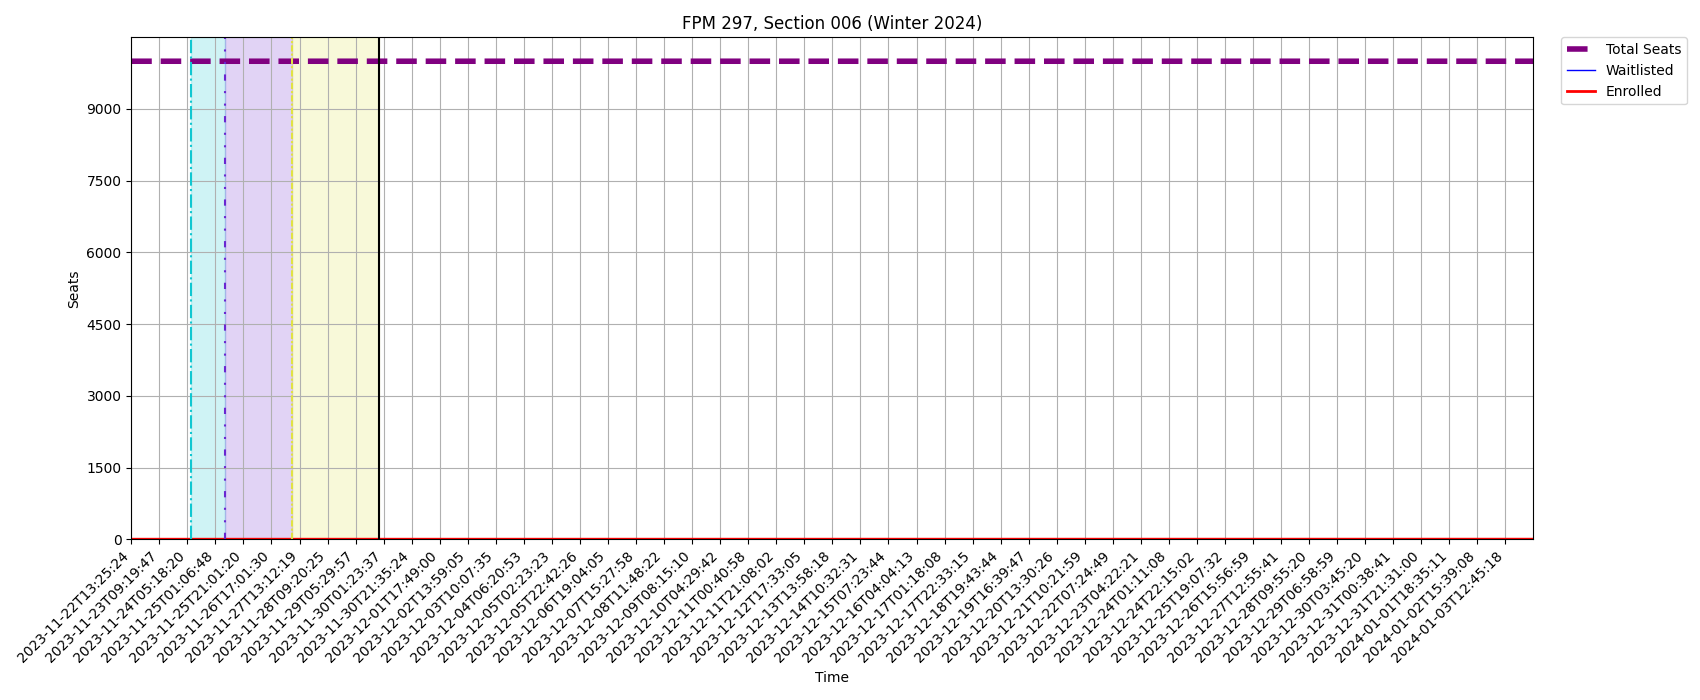 FPM 297, Section 006 (Winter 2024)
Total Seats
Waitlisted
Enrolled
Seats
9000
7500
6000
4500
3000
1500
0
2023-11-22T13:25:24
2023-11-23T09:19:47
2023-11-24T05:18:20
2023-11-25T01:06:48
2023-11-25T21:01:20
2023-11-26T17:01:30
2023-11-27T13:12:19
2023-11-28T09:20:25
2023-11-29T05:29:57
2023-11-30T01:23:37
2023-11-30T21:35:24
2023-12-01T17:49:00
2023-12-02T13:59:05
2023-12-03T10:07:35
2023-12-04T06:20:53
2023-12-05T02:23:23
2023-12-05T22:42:26
2023-12-06T19:04:05
2023-12-07T15:27:58
2023-12-08T11:48:22
2023-12-09T08:15:10
2023-12-10T04:29:42
2023-12-11T00:40:58
2023-12-11T21:08:02
2023-12-12T17:33:05
2023-12-13T13:58:18
2023-12-14T10:32:31
2023-12-15T07:23:44
2023-12-16T04:04:13
2023-12-17T01:18:08
2023-12-17T22:33:15
2023-12-18T19:43:44
2023-12-19T16:39:47
2023-12-20T13:30:26
2023-12-21T10:21:59
2023-12-22T07:24:49
2023-12-23T04:22:21
2023-12-24T01:11:08
2023-12-24T22:15:02
2023-12-25T19:07:32
2023-12-26T15:56:59
2023-12-27T12:55:41
2023-12-28T09:55:20
2023-12-29T06:58:59
2023-12-30T03:45:20
2023-12-31T00:38:41
2023-12-31T21:31:00
2024-01-01T18:35:11
2024-01-02T15:39:08
2024-01-03T12:45:18
Time